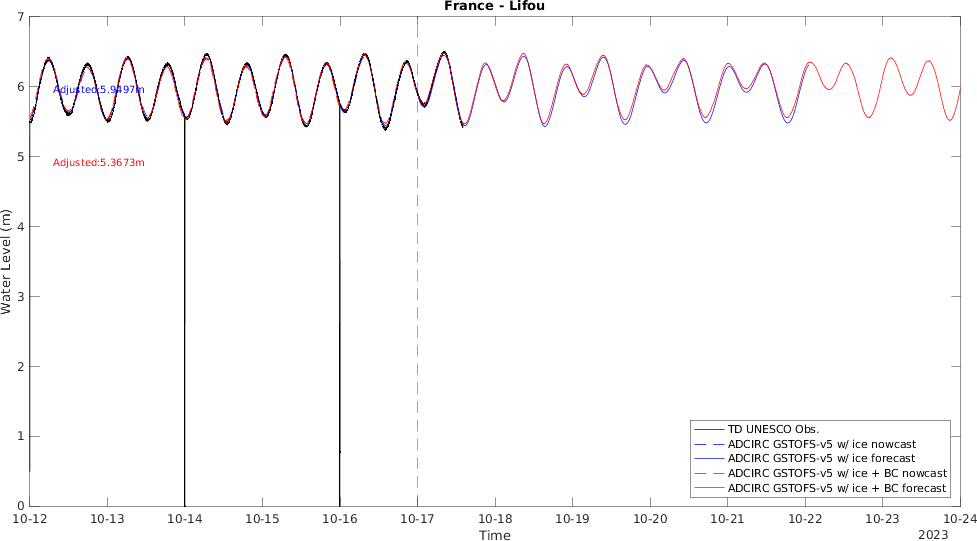 France - Lifou
7
6
5
4
3
2
1
0
Water Level (m)
Adjusted:5.9497m
Adjusted:5.3673m
TD UNESCO Obs.
ADCIRC GSTOFS-v5 w/ ice nowcast
ADCIRC GSTOFS-v5 w/ ice forecast
ADCIRC GSTOFS-v5 w/ ice + BC nowcast
ADCIRC GSTOFS-v5 w/ ice + BC forecast
10-12 10-13 10-14 10-15 10-16 10-17 10-18 10-19 10-20 10-21 10-22 10-23 10-24
Time
2023